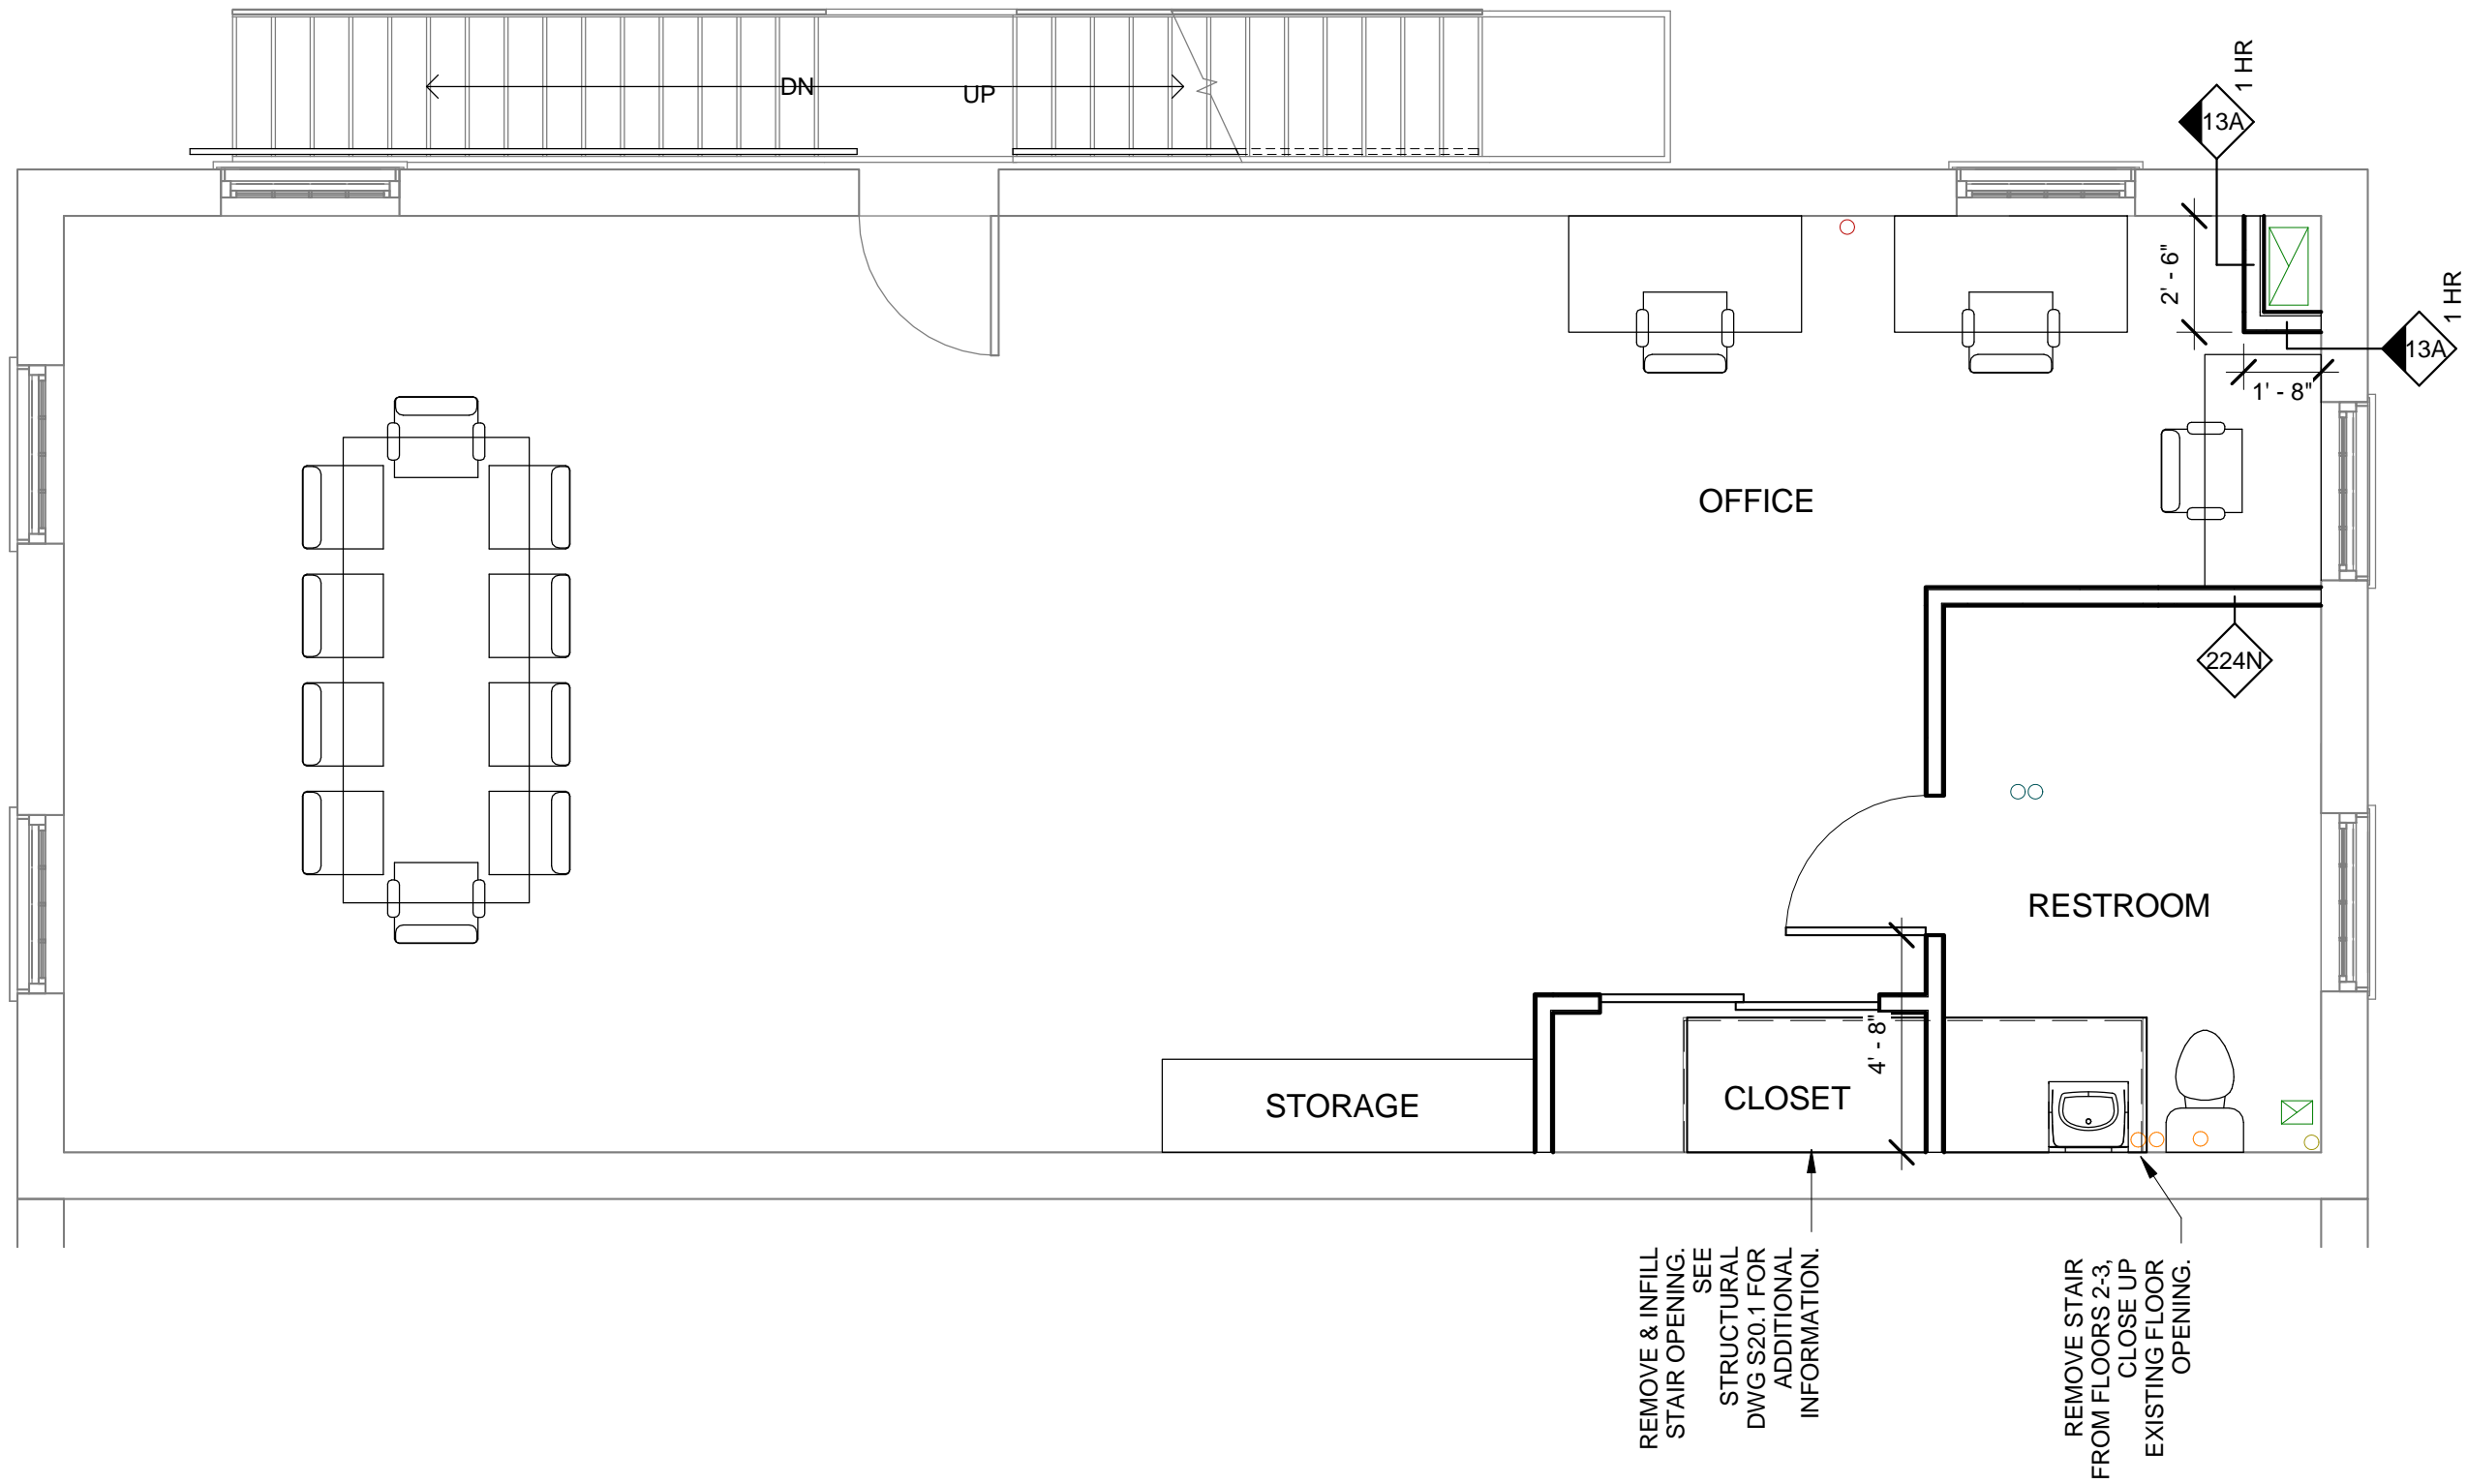 DN
UP
1 HR
13A
2' - 6"
1 HR
13A
1' - 8"
OFFICE
224N
RESTROOM
4' - 8"
STORAGE
CLOSET
REMOVE & INFILL
STAIR OPENING.
SEE
STRUCTURAL
DWG S20.1 FOR
ADDITIONAL
INFORMATION.
REMOVE STAIR
FROM FLOORS 2-3,
CLOSE UP
EXISTING FLOOR
OPENING.